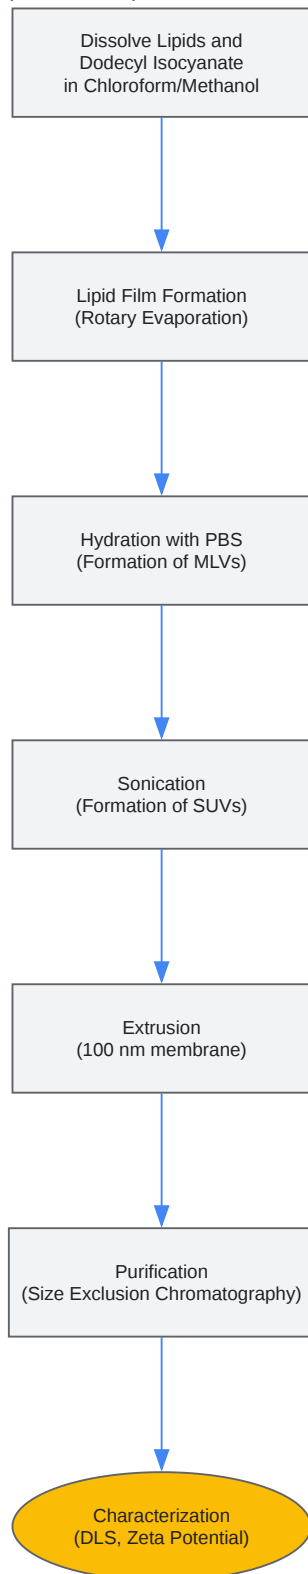 Dissolve Lipids and
Dodecyl Isocyanate
in Chloroform/Methanol
Lipid Film Formation
(Rotary Evaporation)
Hydration with PBS
(Formation of MLVs)
Sonication
(Formation of SUVs)
Extrusion
(100 nm membrane)
Purification
(Size Exclusion Chromatography)
Characterization
(DLS, Zeta Potential)